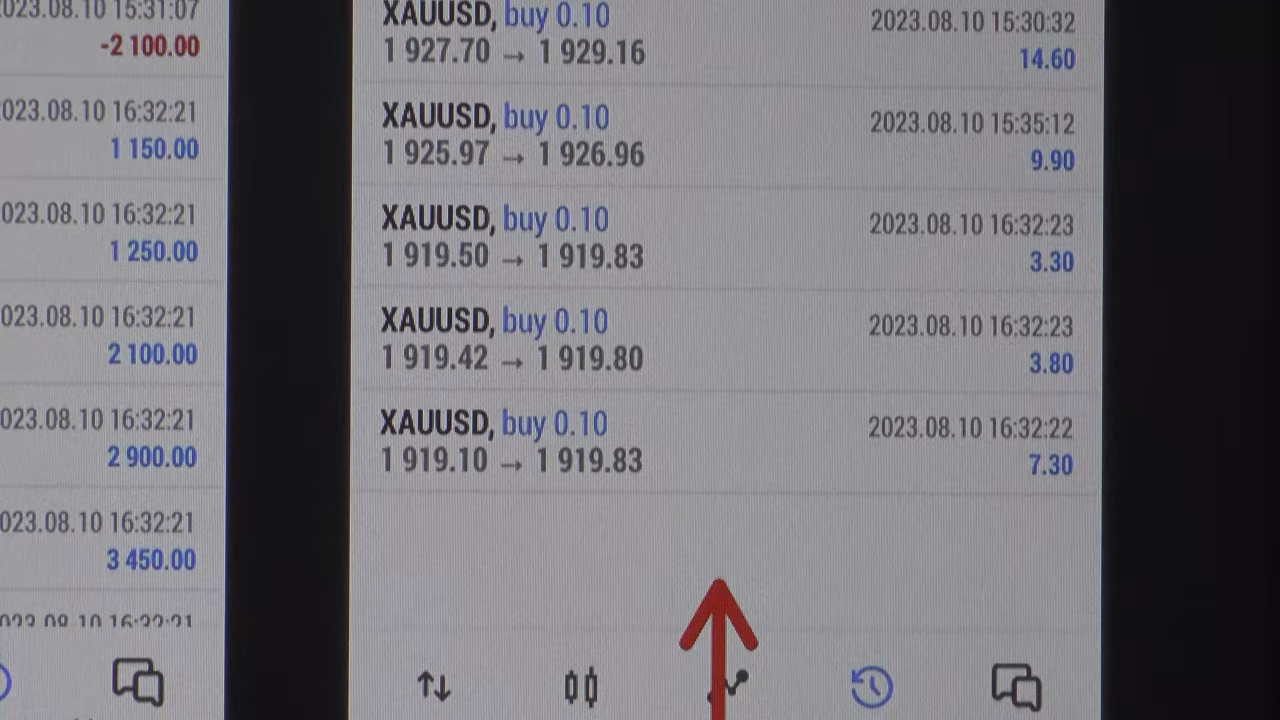 023.08.10 15:31:07
-2 100.00
023.08.10 16:32:21
1 150.00
023.08.10 16:32:21
1 250.00
023.08.10 16:32:21
2 100.00
023.08.10 16:32:21
2 900.00
023.08.10 16:32:21
3 450.00
XAUUSD, buy 0.10
2023.08.10 15:30:32
1 927.70 → 1 929.16
14.60
XAUUSD, buy 0.10
2023.08.10 15:35:12
1 925.97 → 1 926.96
9.90
XAUUSD, buy 0.10
2023.08.10 16:32:23
1 919.50 → 1 919.83
3.30
XAUUSD, buy 0.10
2023.08.10 16:32:23
1 919.42 → 1 919.80
3.80
XAUUSD, buy 0.10
2023.08.10 16:32:22
1 919.10 → 1 919.83
7.30